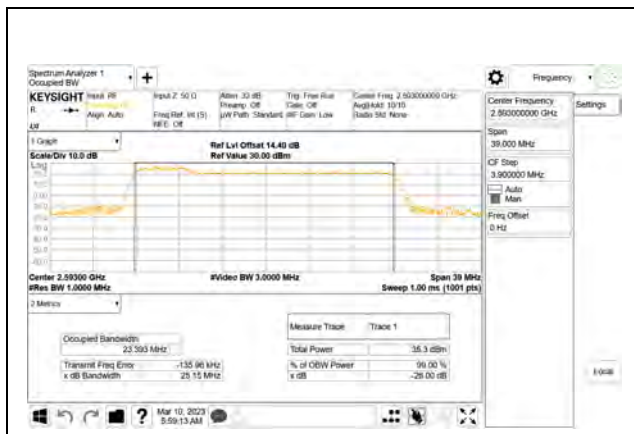 Spectrum Analyzer 1
Occupied BW
+
Frequency
KEYSIGHT Input: RF
Input Z: 50 Ω
Atten: 32 dB
Trig: Free Run
Center Freq: 2.593000000 GHz
R
Preamp: Off
Gate: Off
Avg|Hold: 10/10
Align: Auto
Freq Ref: Int (S)
µW Path: Standard
#IF Gain: Low
Radio Std: None
NFE: Off
Center Frequency
2.593000000 GHz
Settings
Span
39.000 MHz
CF Step
3.900000 MHz
Auto
Man
Freq Offset
0 Hz
1 Graph
Scale/Div 10.0 dB
Ref Lvl Offset 14.40 dB
Ref Value 30.00 dBm
Log
Center 2.59300 GHz
#Video BW 3.0000 MHz
Span 39 MHz
#Res BW 1.0000 MHz
Sweep 1.00 ms (1001 pts)
2 Metrics
Measure Trace
Trace 1
Occupied Bandwidth
23.393 MHz
Total Power
35.3 dBm
Transmit Freq Error
-135.96 kHz
% of OBW Power
99.00 %
x dB Bandwidth
25.15 MHz
x dB
-26.00 dB
Local
?
Mar 10, 2023
5:59:13 AM